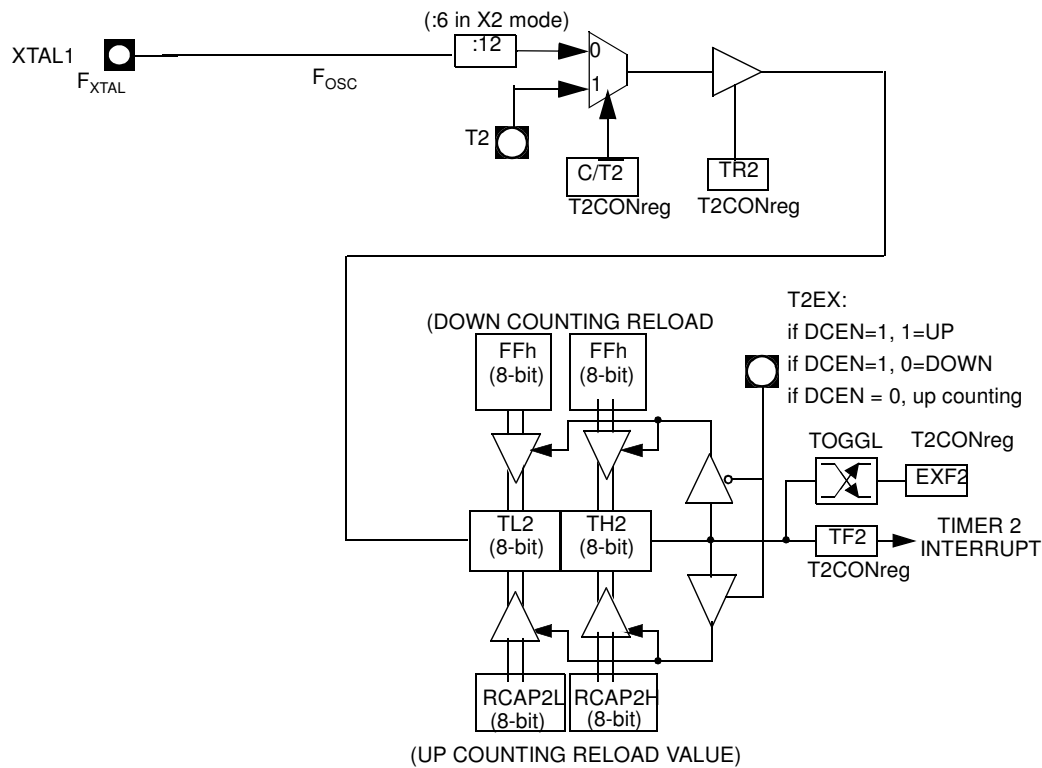 (:6 in X2 mode)
XTAL1
:12
0
FXTAL
FOSC
1
T2
C/T2
TR2
T2CONreg
T2CONreg
T2EX:
(DOWN COUNTING RELOAD
if DCEN=1, 1=UP
FFh
(8-bit)
FFh
(8-bit)
if DCEN=1, 0=DOWN
if DCEN = 0, up counting
TOGGL
T2CONreg
EXF2
TL2
(8-bit)
TH2
(8-bit)
TF2
TIMER 2
INTERRUPT
T2CONreg
RCAP2L
(8-bit)
RCAP2H
(8-bit)
(UP COUNTING RELOAD VALUE)